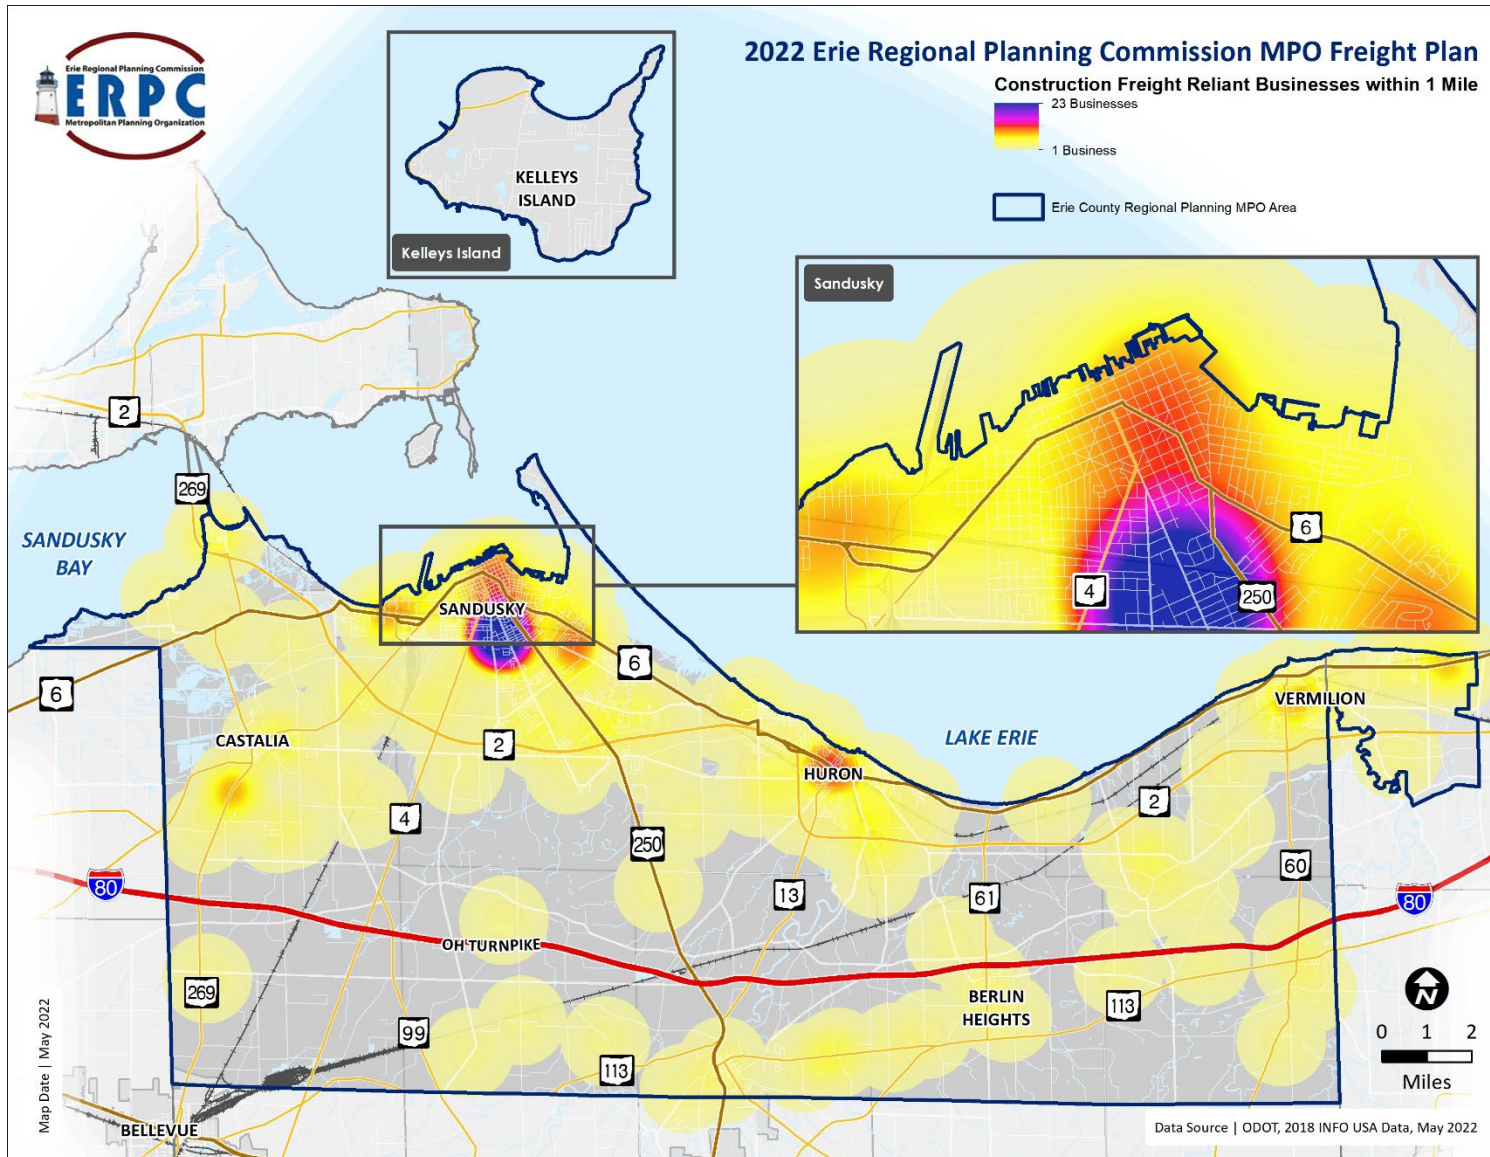 Erie Regional Planning Commission
ERPC
Metropolitan Planning Organization
2022 Erie Regional Planning Commission MPO Freight Plan
Construction Freight Reliant Businesses within 1 Mile
23 Businesses
1 Business
Erie County Regional Planning MPO Area
KELLEYS
ISLAND
Kelleys Island
Sandusky
6
4
250
2
269
SANDUSKY
BAY
SANDUSKY
6
6
VERMILION
CASTALIA
2
LAKE ERIE
HURON
2
4
250
60
80
13
61
80
OH TURNPIKE
269
BERLIN
HEIGHTS
113
99
113
N
0 1 2
Miles
BELLEVUE
Map Date | May 2022
Data Source | ODOT, 2018 INFO USA Data, May 2022